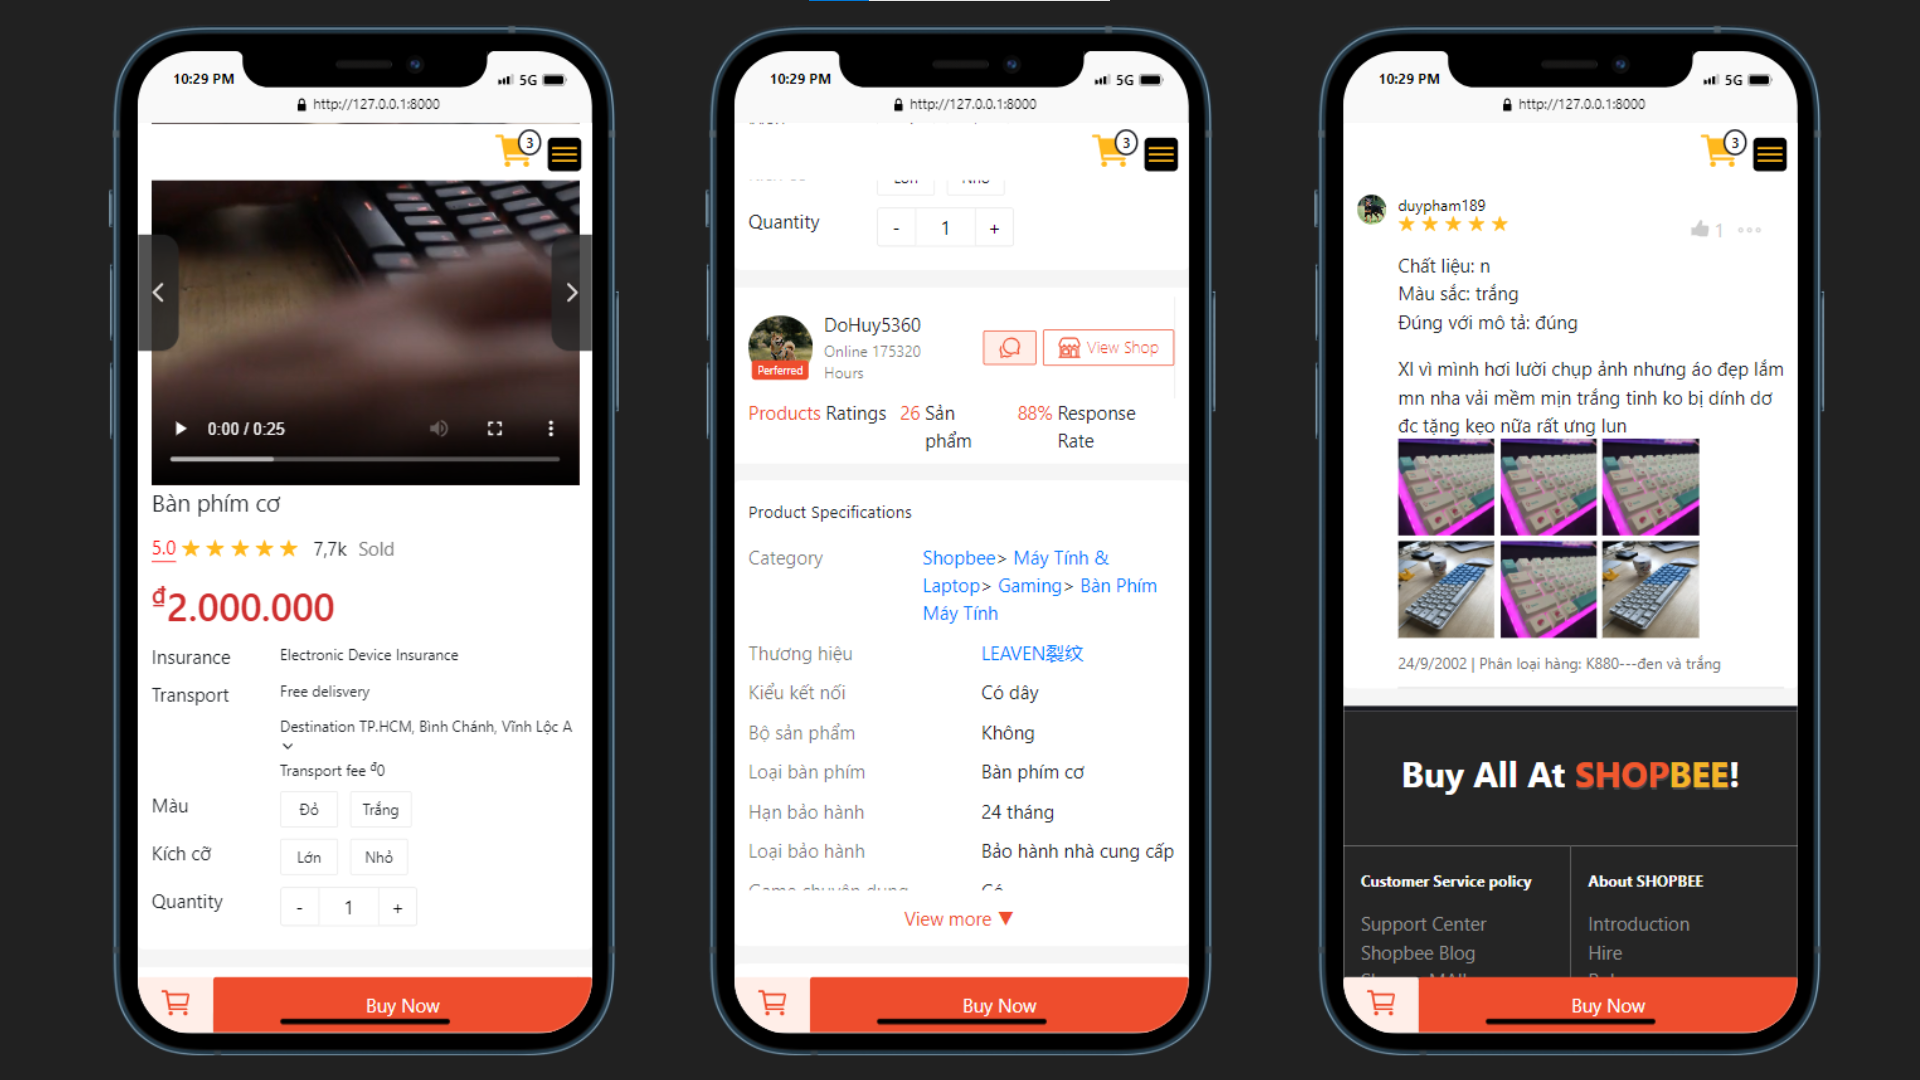 10:29 PM
5G
http://127.0.0.1:8000
3
0:00 / 0:25
Bàn phím cơ
5.0 7,7k Sold
₫2.000.000
Insurance Electronic Device Insurance
Transport Free delisvery
Destination TP.HCM, Bình Chánh, Vĩnh Lộc A
Transport fee ₫0
Màu Đỏ Trắng
Kích cỡ Lớn Nhỏ
Quantity - 1 +
Buy Now
10:29 PM
5G
http://127.0.0.1:8000
3
Quantity - 1 +
DoHuy5360
Online 175320
Hours
Perferred
View Shop
Products Ratings 26 Sản phẩm 88% Response Rate
Product Specifications
Category Shopbee> Máy Tính &
Laptop> Gaming> Bàn Phím
Máy Tính
Thương hiệu LEAVEN裂纹
Kiểu kết nối Có dây
Bộ sản phẩm Không
Loại bàn phím Bàn phím cơ
Hạn bảo hành 24 tháng
Loại bảo hành Bảo hành nhà cung cấp
Game chuyên dụng Có
View more ▼
Buy Now
10:29 PM
5G
http://127.0.0.1:8000
3
duypham189
1
Chất liệu: n
Màu sắc: trắng
Đúng với mô tả: đúng
Xl vì mình hơi lười chụp ảnh nhưng áo đẹp lắm
mn nha vải mềm mịn trắng tinh ko bị dính dơ
đc tặng kẹo nữa rất ưng lun
24/9/2002 | Phân loại hàng: K880---đen và trắng
Buy All At SHOPBEE!
Customer Service policy
Support Center
Shopbee Blog
About SHOPBEE
Introduction
Hire
Buy Now